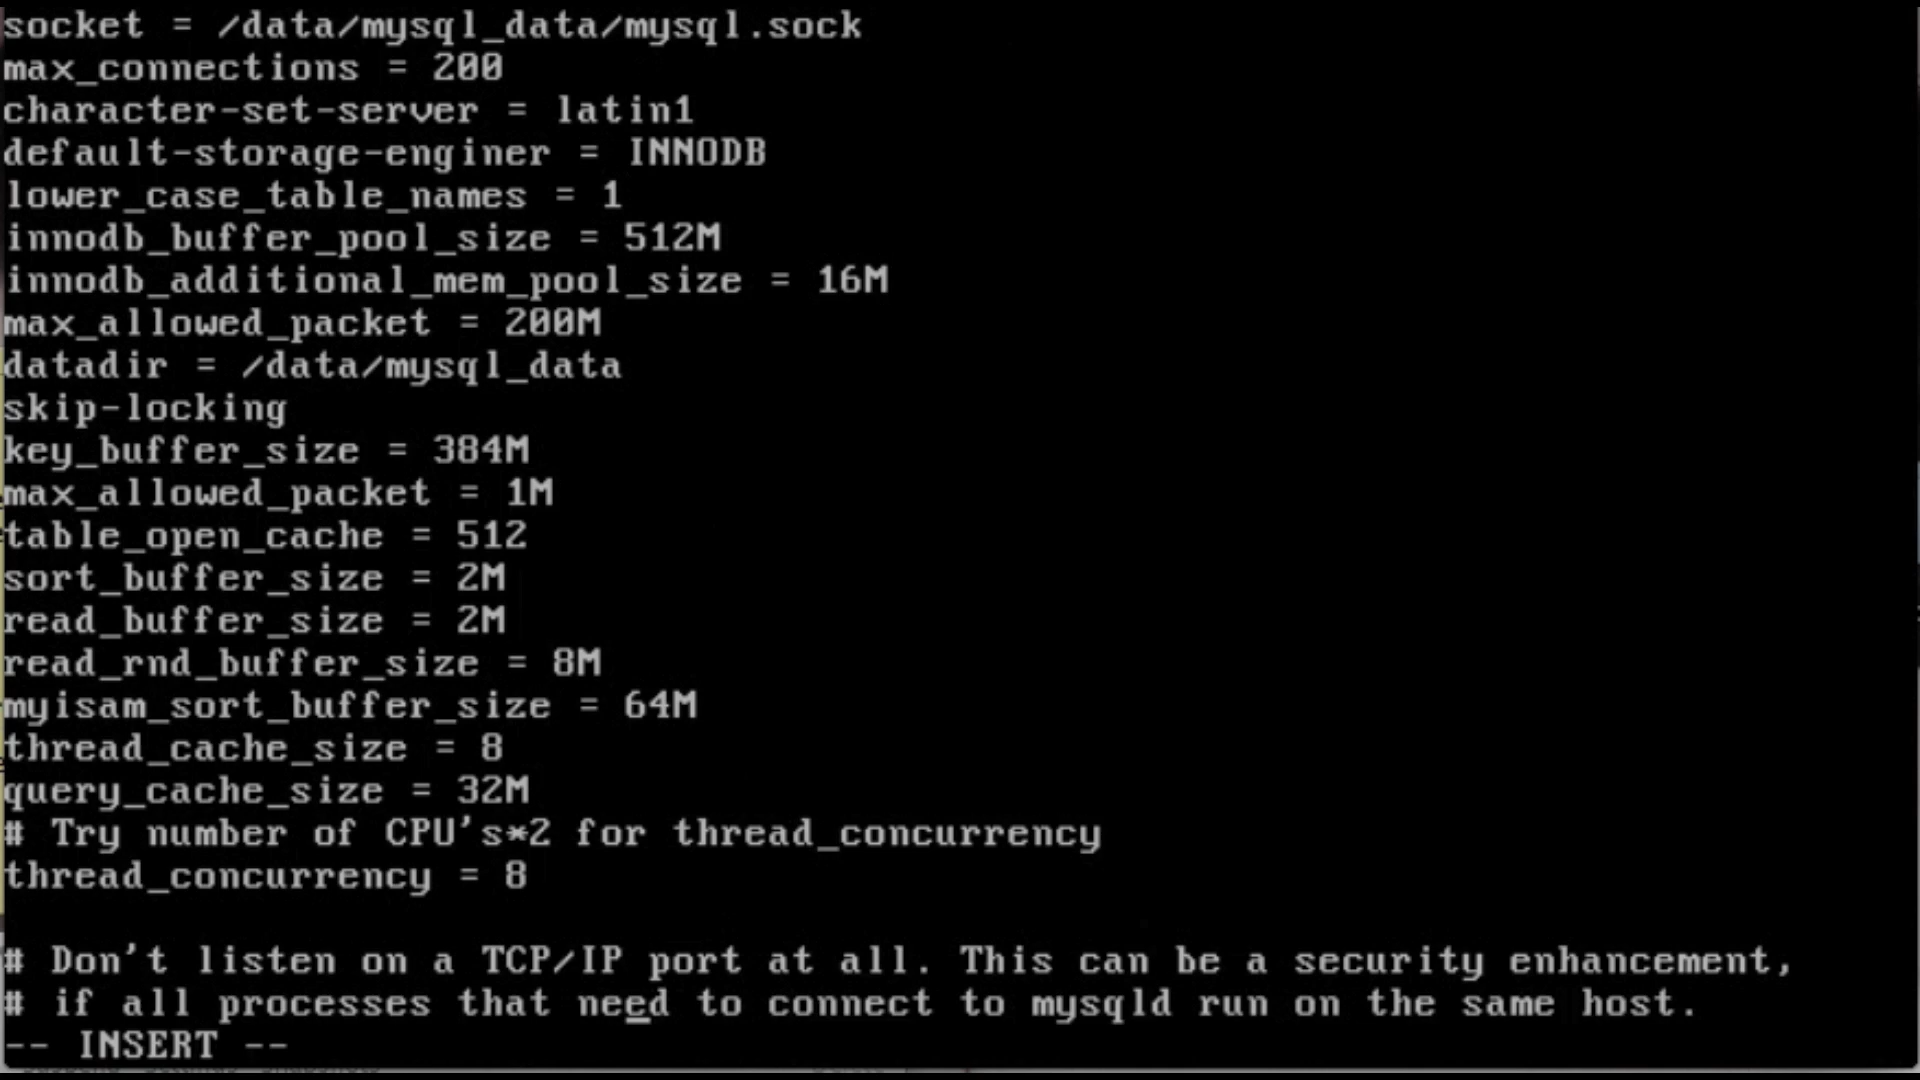 socket = /data/mysql_data/mysql.sock
max_connections = 200
character-set-server = latin1
default-storage-enginer = INNODB
lower_case_table_names = 1
innodb_buffer_pool_size = 512M
innodb_additional_mem_pool_size = 16M
max_allowed_packet = 200M
datadir = /data/mysql_data
skip-locking
key_buffer_size = 384M
max_allowed_packet = 1M
table_open_cache = 512
sort_buffer_size = 2M
read_buffer_size = 2M
read_rnd_buffer_size = 8M
myisam_sort_buffer_size = 64M
thread_cache_size = 8
query_cache_size = 32M
# Try number of CPU's*2 for thread_concurrency
thread_concurrency = 8
# Don't listen on a TCP/IP port at all. This can be a security enhancement,
# if all processes that need to connect to mysqld run on the same host.
-- INSERT --